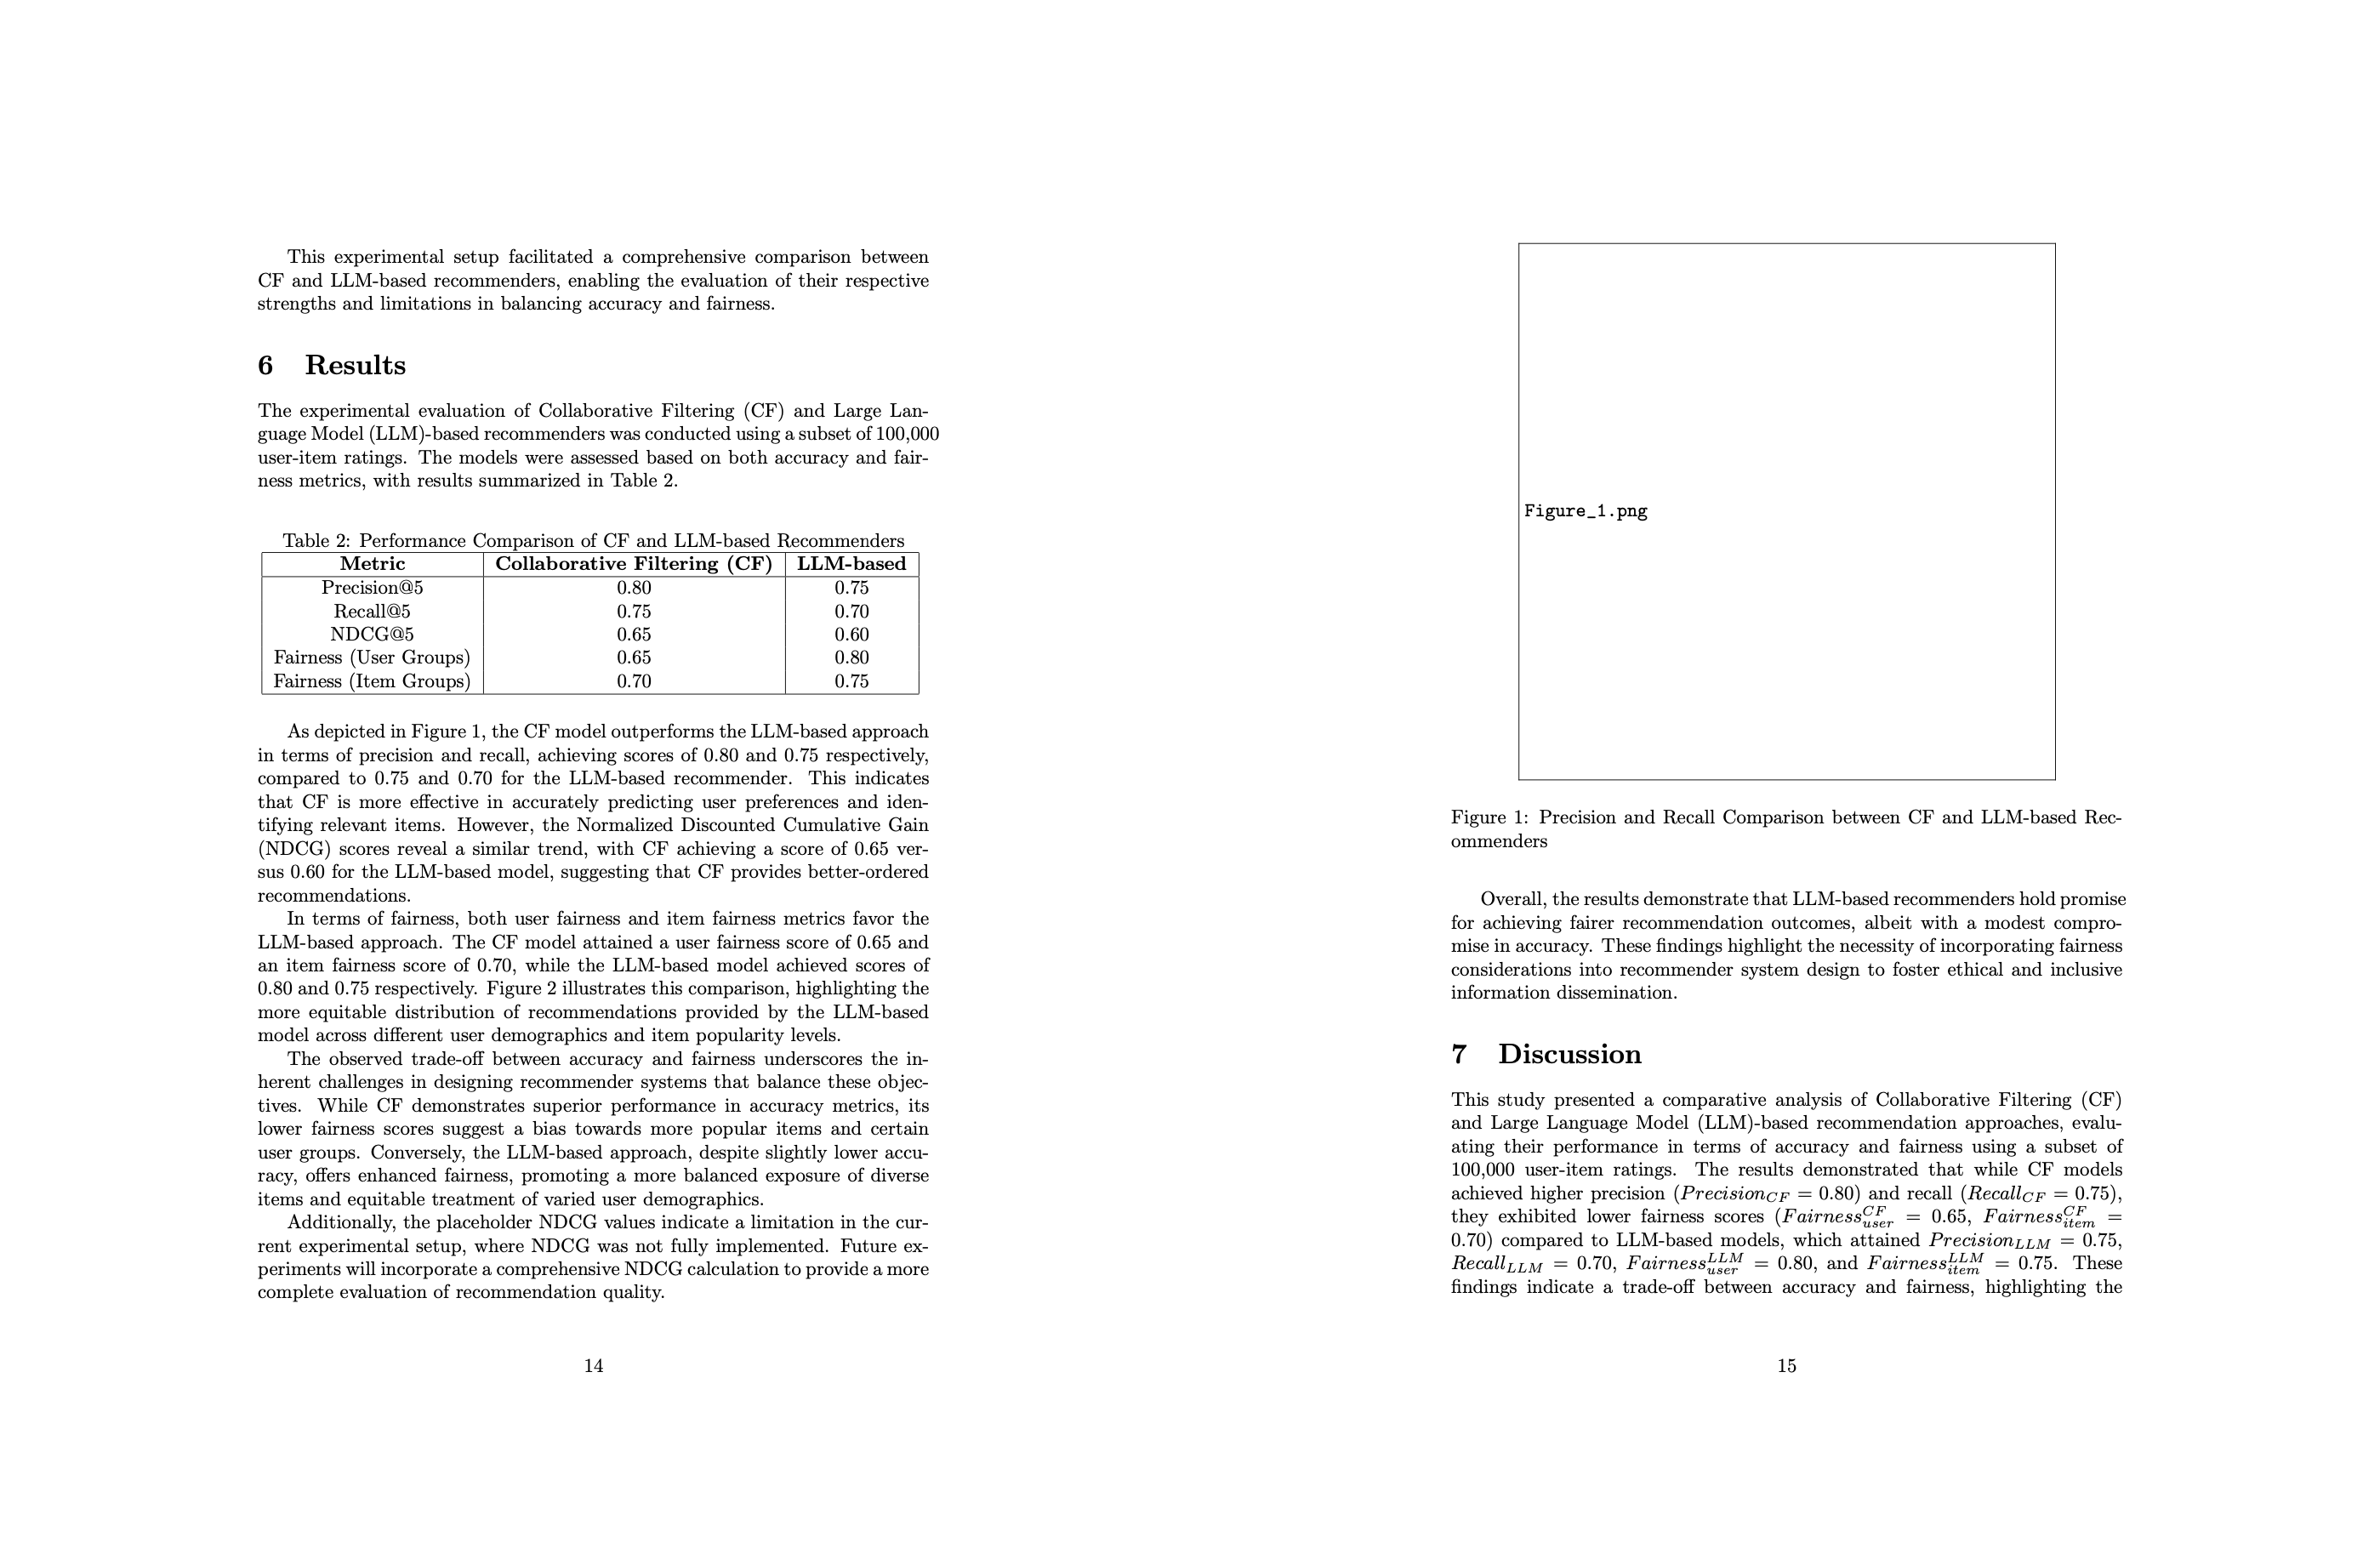 This experimental setup facilitated a comprehensive comparison between
CF and LLM-based recommenders, enabling the evaluation of their respective
strengths and limitations in balancing accuracy and fairness.
6 Results
The experimental evaluation of Collaborative Filtering (CF) and Large Lan-
guage Model (LLM)-based recommenders was conducted using a subset of 100,000
user-item ratings. The models were assessed based on both accuracy and fair-
ness metrics, with results summarized in Table 2.
Table 2: Performance Comparison of CF and LLM-based Recommenders
Metric Collaborative Filtering (CF) LLM-based
Precision@5 0.80 0.75
Recall@5 0.75 0.70
NDCG@5 0.65 0.60
Fairness (User Groups) 0.65 0.80
Fairness (Item Groups) 0.70 0.75
As depicted in Figure 1, the CF model outperforms the LLM-based approach
in terms of precision and recall, achieving scores of 0.80 and 0.75 respectively,
compared to 0.75 and 0.70 for the LLM-based recommender. This indicates
that CF is more effective in accurately predicting user preferences and iden-
tifying relevant items. However, the Normalized Discounted Cumulative Gain
(NDCG) scores reveal a similar trend, with CF achieving a score of 0.65 ver-
sus 0.60 for the LLM-based model, suggesting that CF provides better-ordered
recommendations.
In terms of fairness, both user fairness and item fairness metrics favor the
LLM-based approach. The CF model attained a user fairness score of 0.65 and
an item fairness score of 0.70, while the LLM-based model achieved scores of
0.80 and 0.75 respectively. Figure 2 illustrates this comparison, highlighting the
more equitable distribution of recommendations provided by the LLM-based
model across different user demographics and item popularity levels.
The observed trade-off between accuracy and fairness underscores the in-
herent challenges in designing recommender systems that balance these objec-
tives. While CF demonstrates superior performance in accuracy metrics, its
lower fairness scores suggest a bias towards more popular items and certain
user groups. Conversely, the LLM-based approach, despite slightly lower accu-
racy, offers enhanced fairness, promoting a more balanced exposure of diverse
items and equitable treatment of varied user demographics.
Additionally, the placeholder NDCG values indicate a limitation in the cur-
rent experimental setup, where NDCG was not fully implemented. Future ex-
periments will incorporate a comprehensive NDCG calculation to provide a more
complete evaluation of recommendation quality.
14
Figure_1.png
Figure 1: Precision and Recall Comparison between CF and LLM-based Rec-
ommenders
Overall, the results demonstrate that LLM-based recommenders hold promise
for achieving fairer recommendation outcomes, albeit with a modest compro-
mise in accuracy. These findings highlight the necessity of incorporating fairness
considerations into recommender system design to foster ethical and inclusive
information dissemination.
7 Discussion
This study presented a comparative analysis of Collaborative Filtering (CF)
and Large Language Model (LLM)-based recommendation approaches, evalu-
ating their performance in terms of accuracy and fairness using a subset of
100,000 user-item ratings. The results demonstrated that while CF models
achieved higher precision (Precision_{CF} = 0.80) and recall (Recall_{CF} = 0.75),
they exhibited lower fairness scores (Fairness_{user}^{CF} = 0.65, Fairness_{item}^{CF} =
0.70) compared to LLM-based models, which attained Precision_{LLM} = 0.75,
Recall_{LLM} = 0.70, Fairness_{user}^{LLM} = 0.80, and Fairness_{item}^{LLM} = 0.75. These
findings indicate a trade-off between accuracy and fairness, highlighting the
15